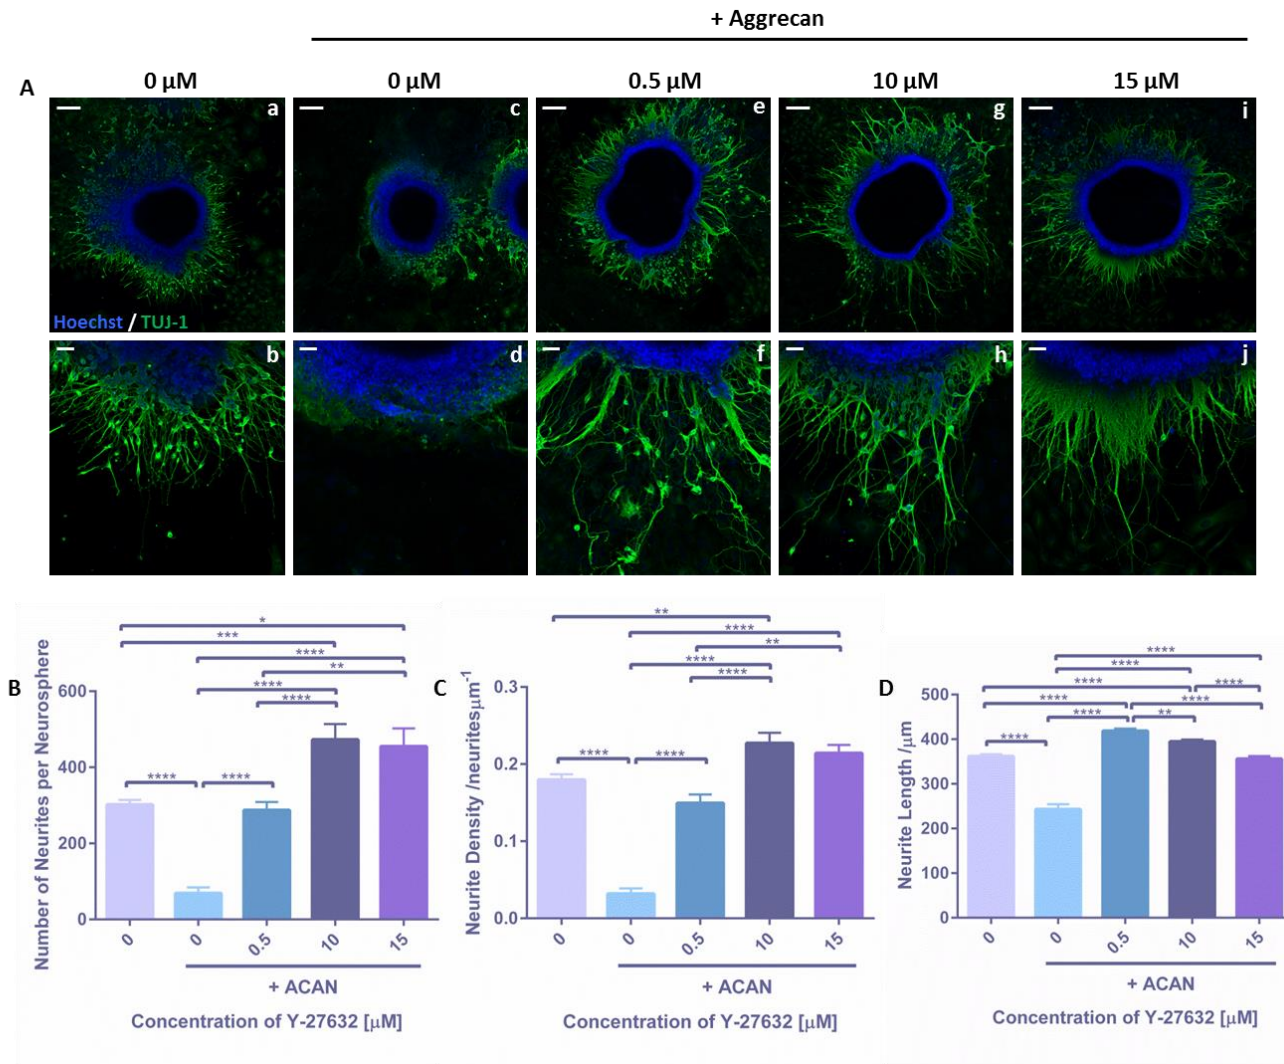 + Aggrecan
A
0 µM
0 µM
0.5 µM
10 µM
15 µM
a
c
e
g
i
Hoechst / TUJ-1
b
d
f
h
j
B
Number of Neurites per Neurosphere
600
400
200
0
*
***
****
**
****
****
****
****
0
0
0.5
10
15
+ ACAN
Concentration of Y-27632 [µM]
C
Neurite Density /neuritesµm-1
0.3
0.2
0.1
0.0
**
****
**
****
****
****
****
0
0
0.5
10
15
+ ACAN
Concentration of Y-27632 [µM]
D
Neurite Length /µm
500
400
300
200
100
0
****
****
****
****
****
****
****
**
****
0
0
0.5
10
15
+ ACAN
Concentration of Y-27632 [µM]